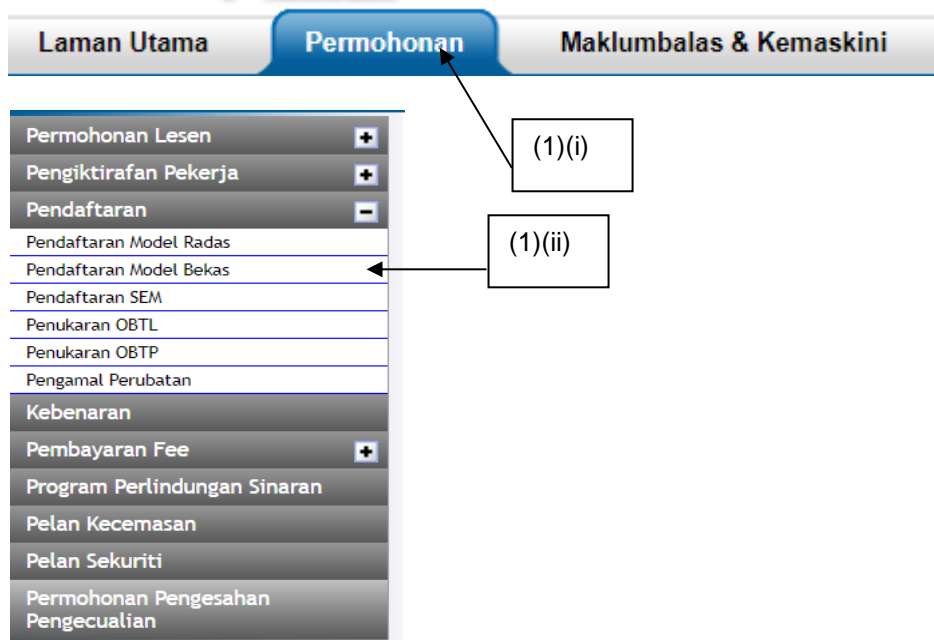 Laman Utama
Permohonan
Maklumbalas & Kemaskini
(1)(i)
Permohonan Lesen
Pengiktirafan Pekerja
Pendaftaran
(1)(ii)
Pendaftaran Model Radas
Pendaftaran Model Bekas
Pendaftaran SEM
Penukaran OBTL
Penukaran OBTP
Pengamal Perubatan
Kebenaran
Pembayaran Fee
Program Perlindungan Sinaran
Pelan Kecemasan
Pelan Sekuriti
Permohonan Pengesahan
Pengecualian